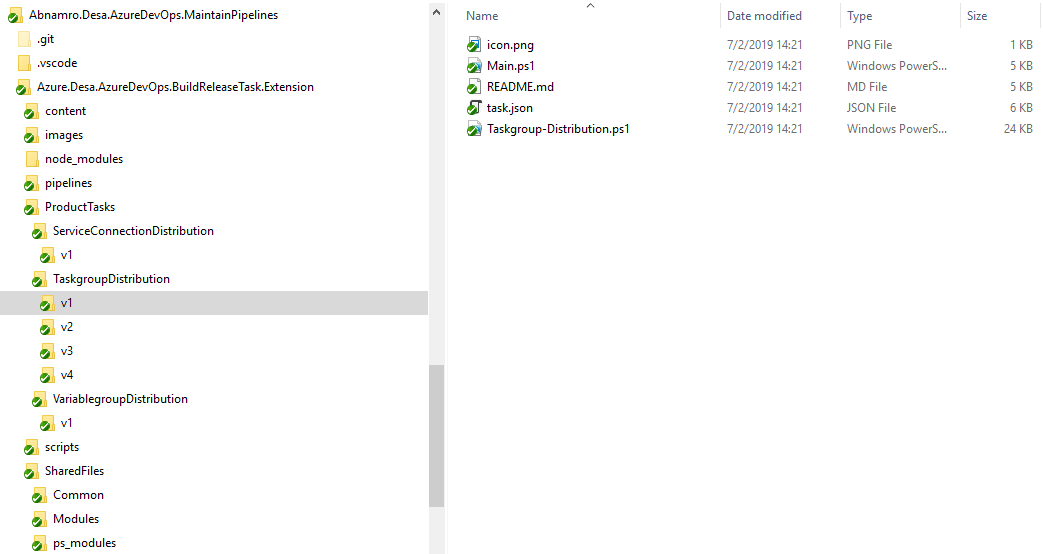 Abnamro.Desa.AzureDevOps.MaintainPipelines
.git
.vscode
Azure.Desa.AzureDevOps.BuildReleaseTask.Extension
content
images
node_modules
pipelines
ProductTasks
ServiceConnectionDistribution
v1
TaskgroupDistribution
v1
v2
v3
v4
VariablegroupDistribution
v1
scripts
SharedFiles
Common
Modules
ps_modules
Name Date modified Type Size
icon.png 7/2/2019 14:21 PNG File 1 KB
Main.ps1 7/2/2019 14:21 Windows PowerS... 5 KB
README.md 7/2/2019 14:21 MD File 5 KB
task.json 7/2/2019 14:21 JSON File 6 KB
Taskgroup-Distribution.ps1 7/2/2019 14:21 Windows PowerS... 24 KB